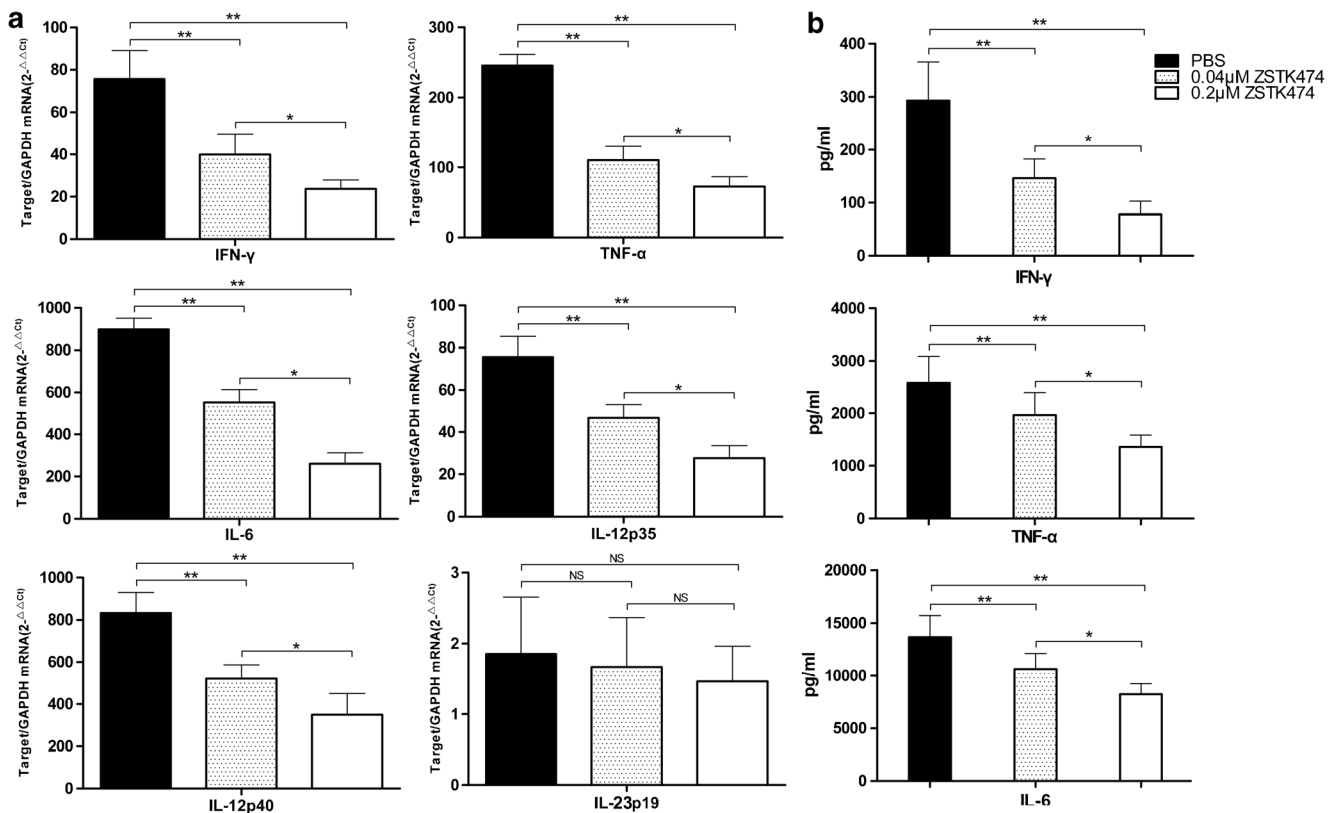 a
Target/GAPDH mRNA(2-△△Ct)
100
80
60
40
20
0
**
**
*
IFN-γ
Target/GAPDH mRNA(2-△△Ct)
300
200
100
0
**
**
*
TNF-α
Target/GAPDH mRNA(2-△△Ct)
1000
800
600
400
200
0
**
**
*
IL-6
Target/GAPDH mRNA(2-△△Ct)
100
80
60
40
20
0
**
**
*
IL-12p35
Target/GAPDH mRNA(2-△△Ct)
1000
800
600
400
200
0
**
**
*
IL-12p40
Target/GAPDH mRNA(2-△△Ct)
3
2
1
0
NS
NS
NS
IL-23p19
b
PBS
0.04μM ZSTK474
0.2μM ZSTK474
pg/ml
400
300
200
100
0
**
**
*
IFN-γ
pg/ml
4000
3000
2000
1000
0
**
**
*
TNF-α
pg/ml
20000
15000
10000
5000
0
**
**
*
IL-6